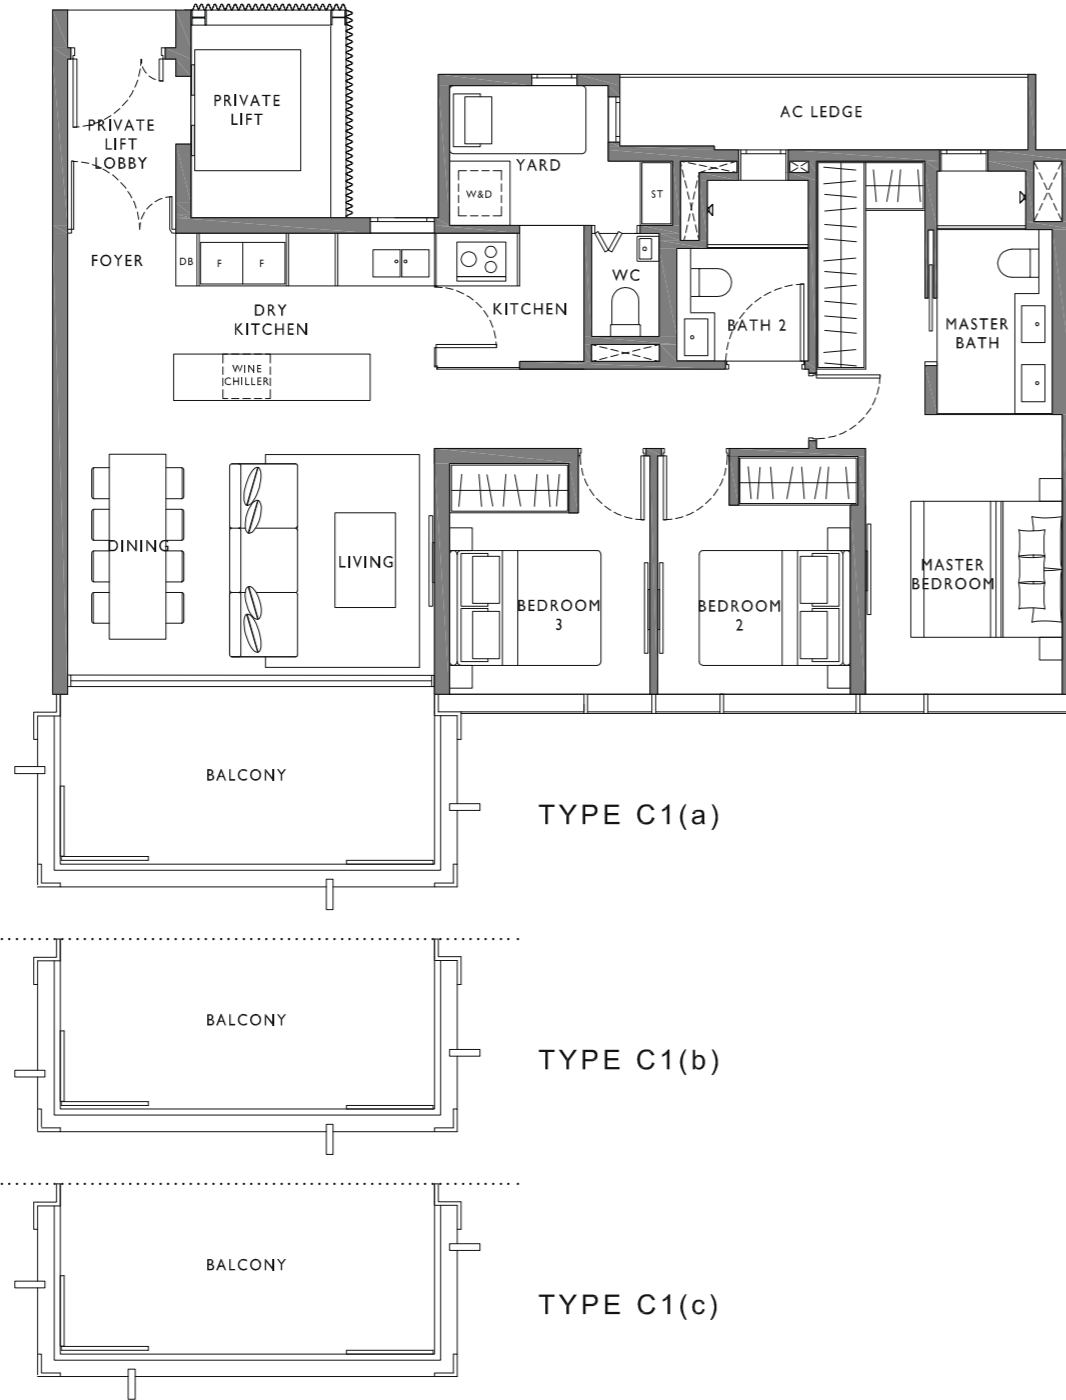 PRIVATE
LIFT
AC LEDGE
PRIVATE
LIFT
LOBBY
YARD
W&D
ST
FOYER
DB
F
F
WC
KITCHEN
DRY
KITCHEN
BATH 2
MASTER
BATH
WINE
CHILLER
DINING
LIVING
BEDROOM
3
BEDROOM
2
MASTER
BEDROOM
BALCONY
TYPE C1(a)
BALCONY
TYPE C1(b)
BALCONY
TYPE C1(c)